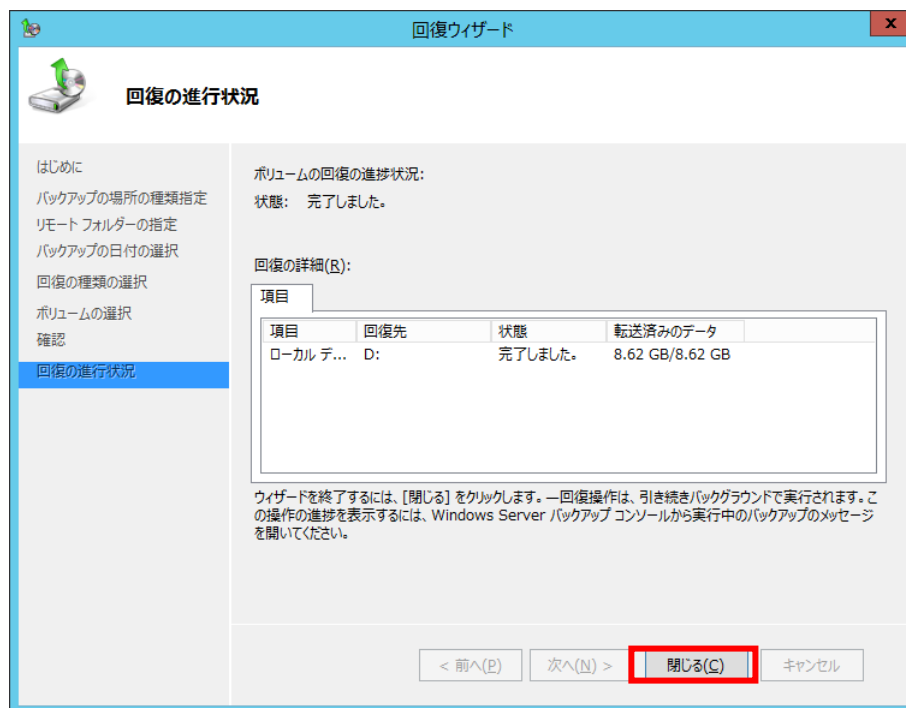 回復ウィザード
x
回復の進行状況
はじめに
バックアップの場所の種類指定
リモート フォルダーの指定
バックアップの日付の選択
回復の種類の選択
ボリュームの選択
確認
回復の進行状況
ボリュームの回復の進捗状況:
状態: 完了しました。
回復の詳細(R):
項目
項目 回復先 状態 転送済みのデータ
ローカル デ... D: 完了しました。 8.62 GB/8.62 GB
ウィザードを終了するには、[閉じる] をクリックします。―回復操作は、引き続きバックグラウンドで実行されます。こ
の操作の進捗を表示するには、Windows Server バックアップ コンソールから実行中のバックアップのメッセージ
を開いてください。
< 前へ(P) 次へ(N) > 閉じる(C) キャンセル